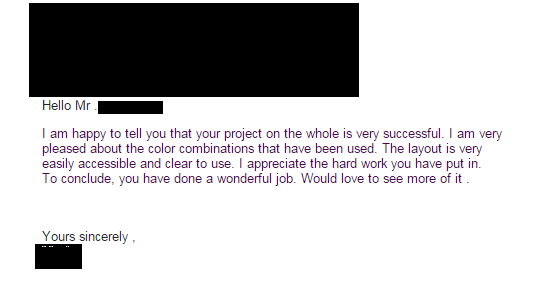 Hello Mr .
I am happy to tell you that your project on the whole is very successful. I am very
pleased about the color combinations that have been used. The layout is very
easily accessible and clear to use. I appreciate the hard work you have put in.
To conclude, you have done a wonderful job. Would love to see more of it .
Yours sincerely ,